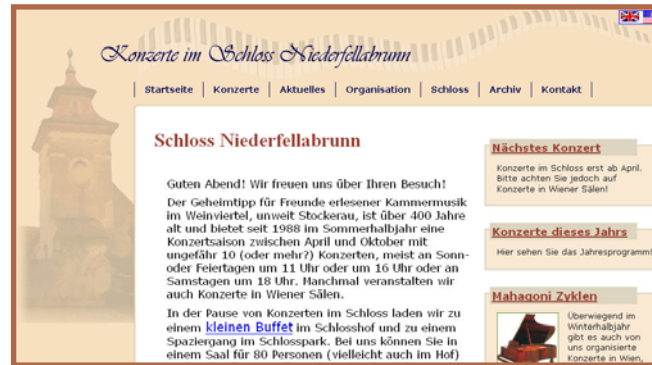 Konzerte im Schloss Niederfellabrunn
Startseite | Konzerte | Aktuelles | Organisation | Schloss | Archiv | Kontakt |
Schloss Niederfellabrunn
Guten Abend! Wir freuen uns über Ihren Besuch!
Der Geheimtipp für Freunde erlesener Kammermusik
im Weinviertel, unweit Stockerau, ist über 400 Jahre
alt und bietet seit 1988 im Sommerhalbjahr eine
Konzertsaison zwischen April und Oktober mit
ungefähr 10 (oder mehr?) Konzerten, meist an Sonn-
oder Feiertagen um 11 Uhr oder um 16 Uhr oder an
Samstagen um 18 Uhr. Manchmal veranstalten wir
auch Konzerte in Wiener Sälen.
In der Pause von Konzerten im Schloss laden wir zu
einem kleinen Buffet im Schlosshof und zu einem
Spaziergang im Schlosspark. Bei uns können Sie in
einem Saal für 80 Personen (vielleicht auch im Hof)
Nächstes Konzert
Konzerte im Schloss erst ab April.
Bitte achten Sie jedoch auf
Konzerte in Wiener Sälen!
Konzerte dieses Jahrs
Hier sehen Sie das Jahresprogramm!
Mahagoni Zyklen
Überwiegend im
Winterhalbjahr
gibt es auch von
uns organisierte
Konzerte in Wien,